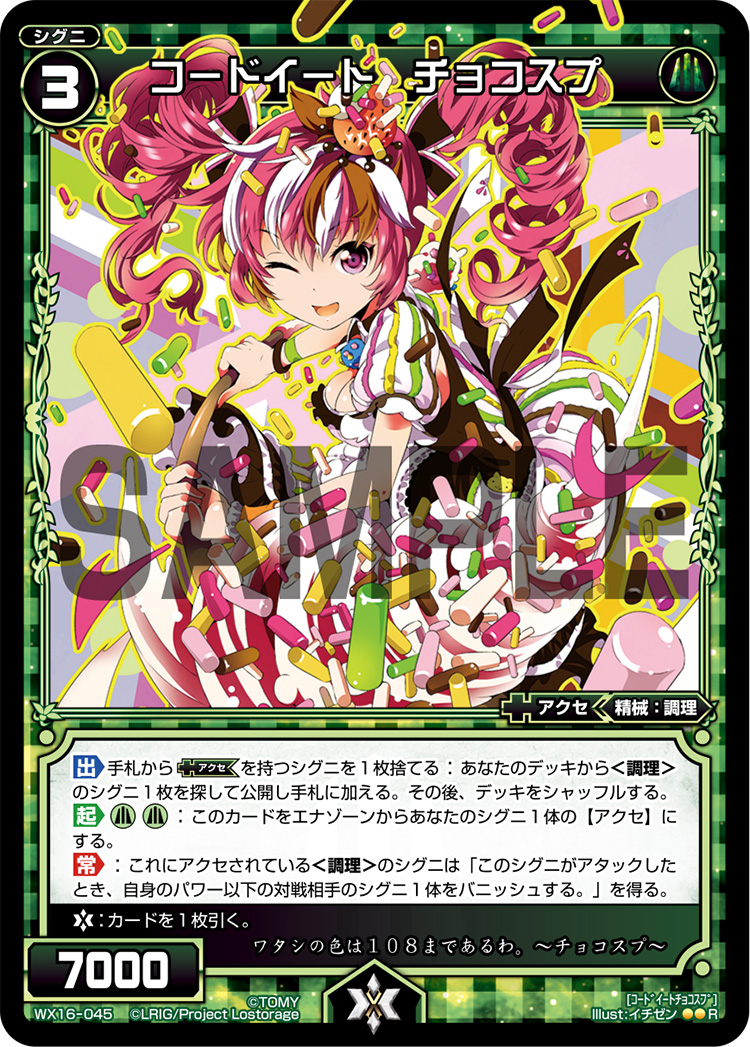 シグニ
3
コードイート　チョコスプ
SAMPLE
アクセ
精械：調理
出 手札からアクセを持つシグニを１枚捨てる：あなたのデッキから＜調理＞
のシグニ１枚を探して公開し手札に加える。その後、デッキをシャッフルする。
起 ：このカードをエナゾーンからあなたのシグニ１体の【アクセ】に
する。
常 ：これにアクセされている＜調理＞のシグニは「このシグニがアタックした
とき、自身のパワー以下の対戦相手のシグニ１体をバニッシュする。」を得る。
：カードを１枚引く。
ワタシの色は１０８まであるわ。～チョコスプ～
7000
WX16-045 ©LRIG/Project Lostorage
©TOMY
[ｺｰﾄﾞｲｰﾄﾁｮｺｽﾌﾟ]
Illust:イチゼン R